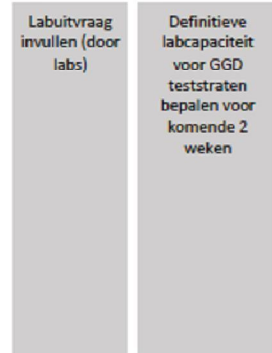 Labuitvraag
invullen (door
labs)
Definitieve
labcapaciteit
voor GGD
teststraten
bepalen voor
komende 2
weken